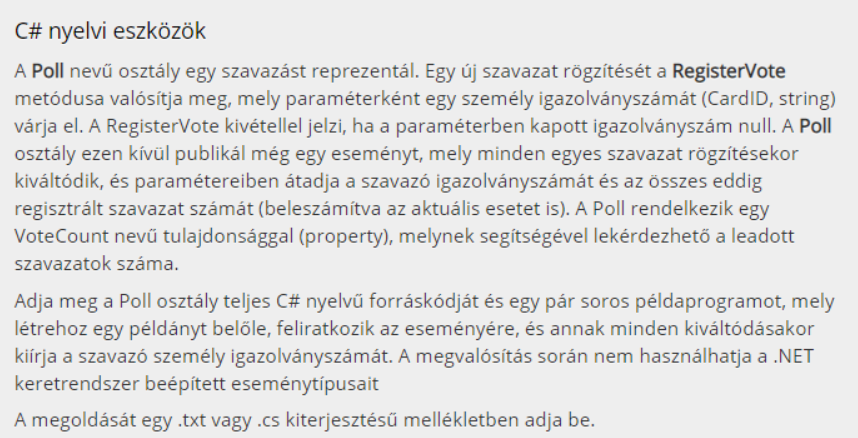 C# nyelvi eszközök
A Poll nevű osztály egy szavazást reprezentál. Egy új szavazat rögzítését a RegisterVote
metódusa valósítja meg, mely paraméterként egy személy igazolványszámát (CardID, string)
várja el. A RegisterVote kivétellel jelzi, ha a paraméterben kapott igazolványszám null. A Poll
osztály ezen kívül publikál még egy eseményt, mely minden egyes szavazat rögzítésekor
kiváltódik, és paramétereiben átadja a szavazó igazolványszámát és az összes eddig
regisztrált szavazat számát (beleszámítva az aktuális esetet is). A Poll rendelkezik egy
VoteCount nevű tulajdonsággal (property), melynek segítségével lekérdezhető a leadott
szavazatok száma.
Adja meg a Poll osztály teljes C# nyelvű forráskódját és egy pár soros példaprogramot, mely
létrehoz egy példányt belőle, feliratkozik az eseményére, és annak minden kiváltódásakor
kiírja a szavazó személy igazolványszámát. A megvalósítás során nem használhatja a .NET
keretrendszer beépített eseménytípusait
A megoldását egy .txt vagy .cs kiterjesztésű mellékletben adja be.